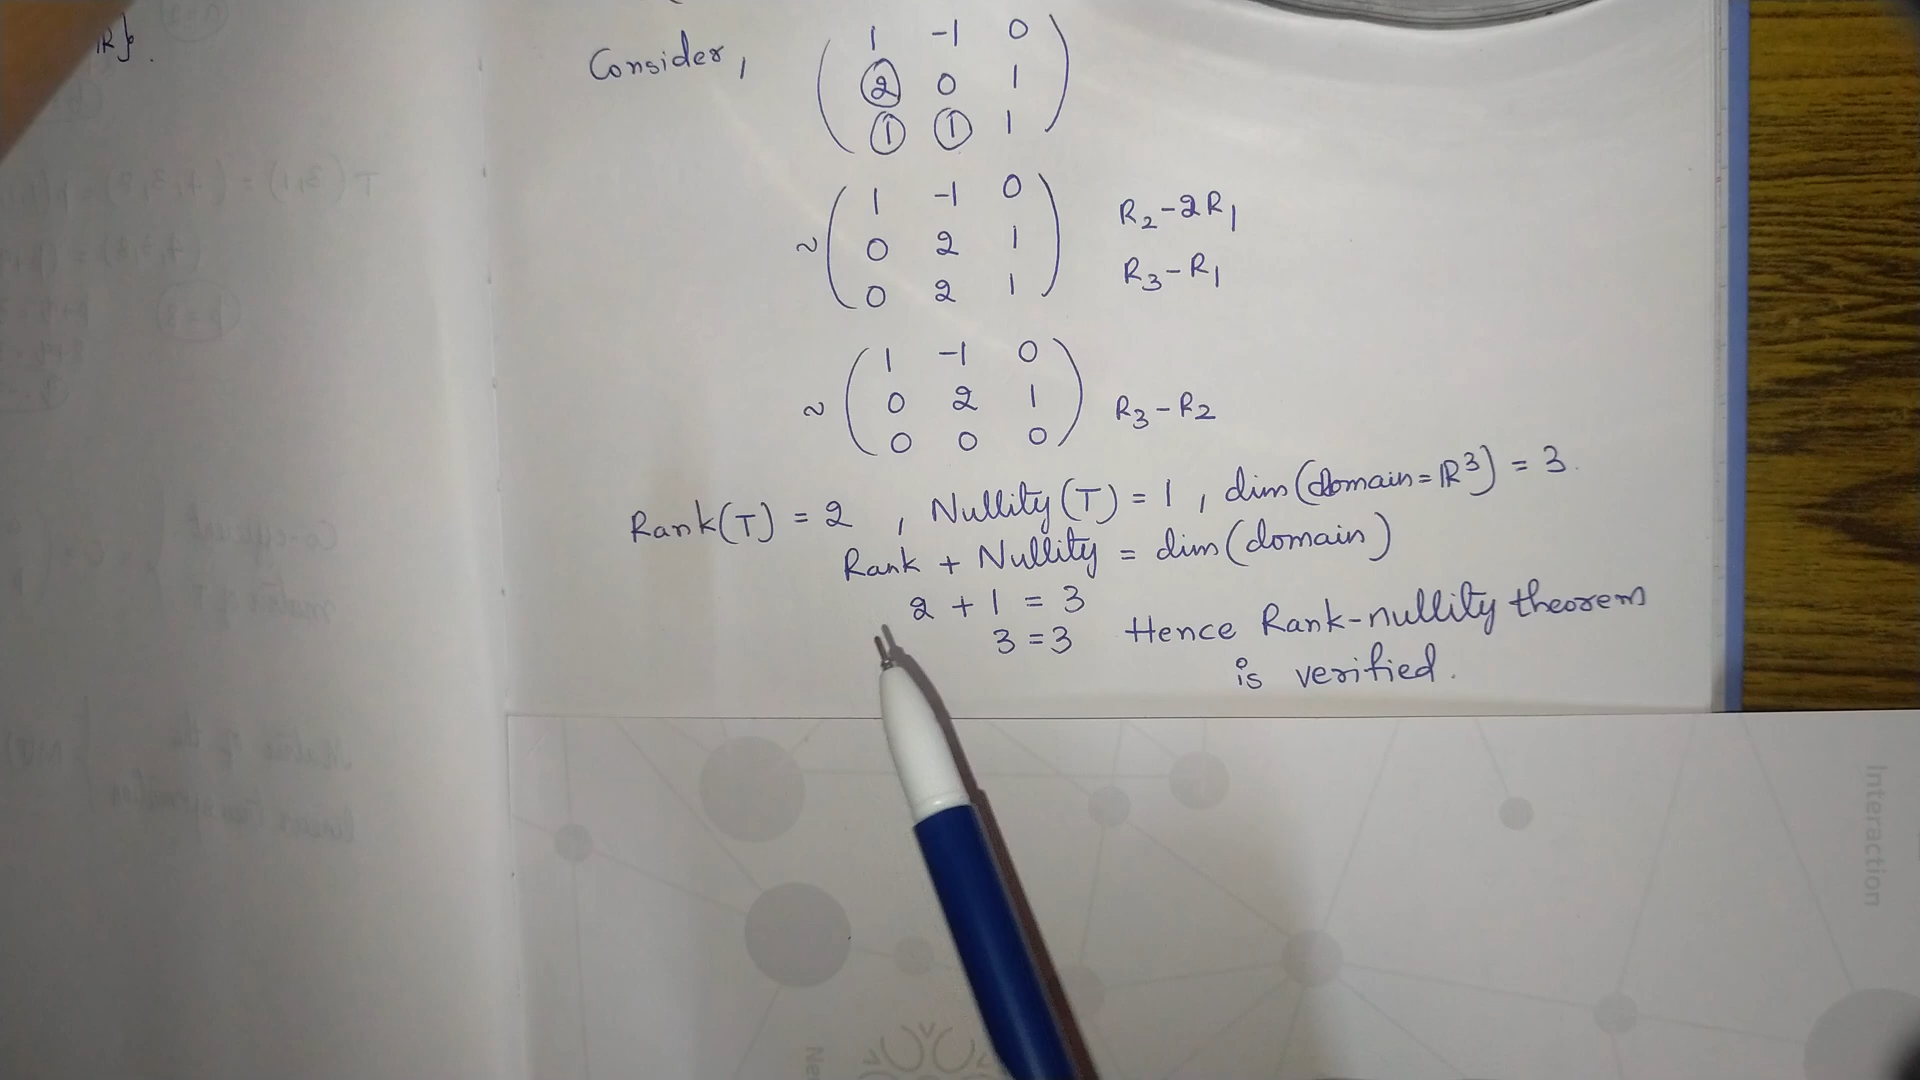 R}.
Consider, ( 1 -1 0
2 0 1
1 1 1 )
~ ( 1 -1 0
0 2 1
0 2 1 ) R₂-2R₁
R₃-R₁
~ ( 1 -1 0
0 2 1
0 0 0 ) R₃-R₂
Rank(T) = 2 , Nullity(T) = 1 , dim(domain = ℝ³) = 3.
Rank + Nullity = dim(domain)
2 + 1 = 3
3 = 3 Hence Rank-nullity theorem
is verified.
Interaction
Ne